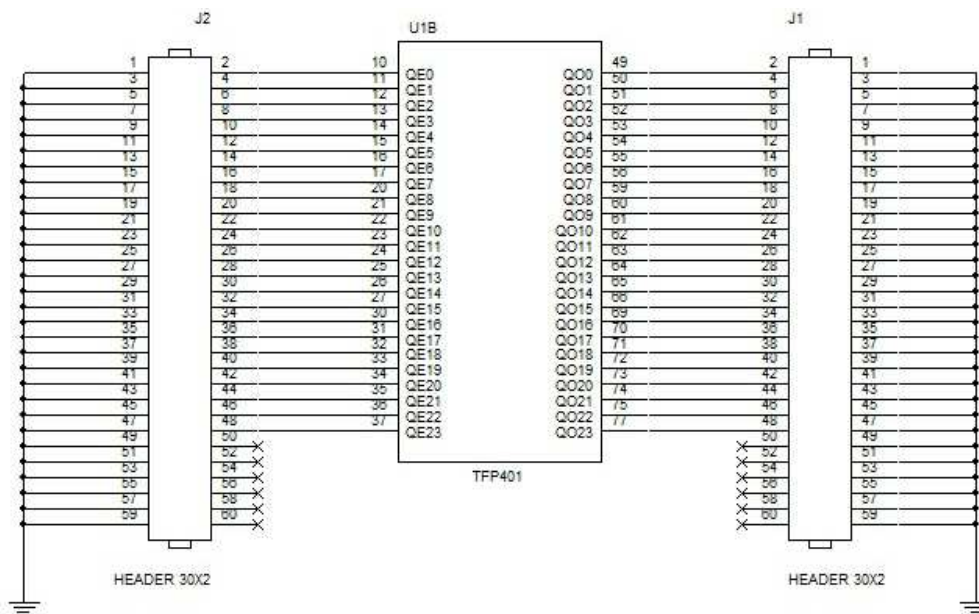 J2 U1B J1
1 2 10 QE0 QO0 49 2 1
3 4 11 QE1 QO1 50 4 3
5 6 12 QE2 QO2 51 6 5
7 8 13 QE3 QO3 52 8 7
9 10 14 QE4 QO4 53 10 9
11 12 15 QE5 QO5 54 12 11
13 14 16 QE6 QO6 55 14 13
15 16 17 QE7 QO7 56 16 15
17 18 20 QE8 QO8 59 18 17
19 20 21 QE9 QO9 60 20 19
21 22 22 QE10 QO10 61 22 21
23 24 23 QE11 QO11 62 24 23
25 26 24 QE12 QO12 63 26 25
27 28 25 QE13 QO13 64 28 27
29 30 26 QE14 QO14 65 30 29
31 32 27 QE15 QO15 66 32 31
33 34 30 QE16 QO16 69 34 33
35 36 31 QE17 QO17 70 36 35
37 38 32 QE18 QO18 71 38 37
39 40 33 QE19 QO19 72 40 39
41 42 34 QE20 QO20 73 42 41
43 44 35 QE21 QO21 74 44 43
45 46 36 QE22 QO22 75 46 45
47 48 37 QE23 QO23 77 48 47
49 50 50 49
51 52 52 51
53 54 54 53
55 56 56 55
57 58 58 57
59 60 60 59
TFP401
HEADER 30X2 HEADER 30X2